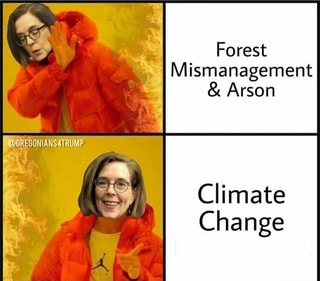 Forest
Mismanagement
& Arson
@OREGONIANS4TRUMP
Climate
Change